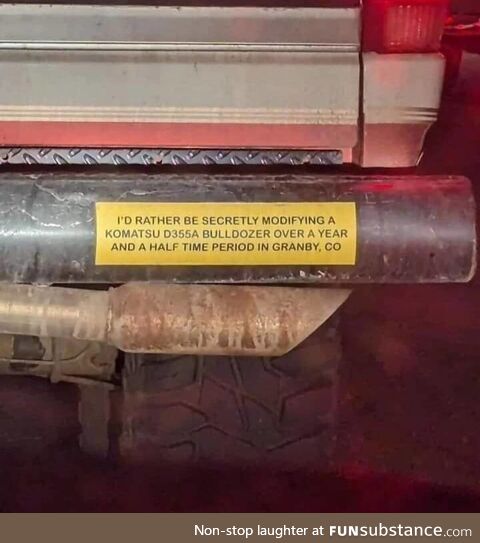 I'D RATHER BE SECRETLY MODIFYING A
KOMATSU D355A BULLDOZER OVER A YEAR
AND A HALF TIME PERIOD IN GRANBY, CO
Non-stop laughter at FUNsubstance.com